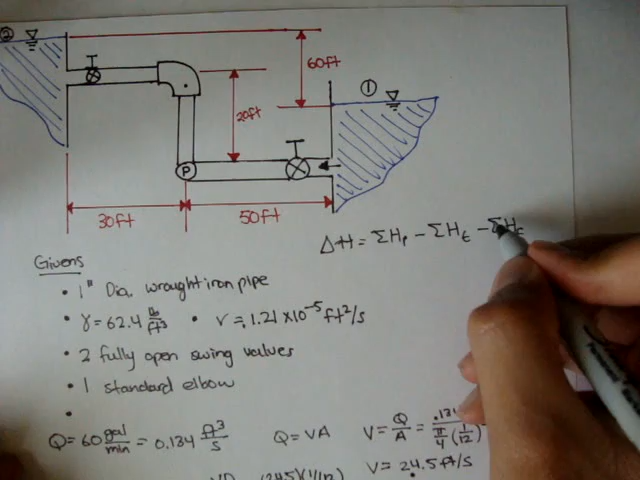 ②
60ft
①
20ft
P
30ft
50ft
ΔH = ΣHp - ΣHt - ΣHf
Givens
• 1" Dia. wrought iron pipe
• γ = 62.4 lb/ft³ • ν = 1.21 x 10⁻⁵ ft²/s
• 2 fully open swing valves
• 1 standard elbow
•
Q = 60 gal/min = 0.134 ft³/s Q = VA V = Q/A = .134 / π/4 (1/12)
V = 24.5 ft/s